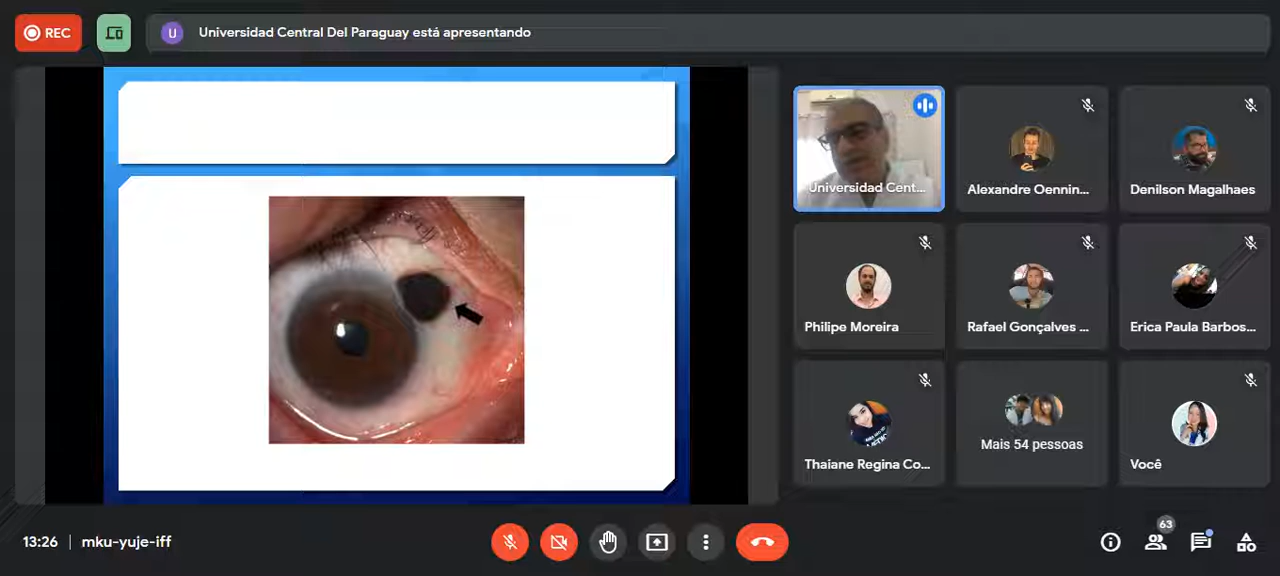 REC
U
Universidad Central Del Paraguay está apresentando
Universidad Cent...
Alexandre Oennin...
Denilson Magalhaes
Philipe Moreira
Rafael Gonçalves ...
Erica Paula Barbos...
Thaiane Regina Co...
Mais 54 pessoas
Você
13:26 | mku-yuje-iff
63